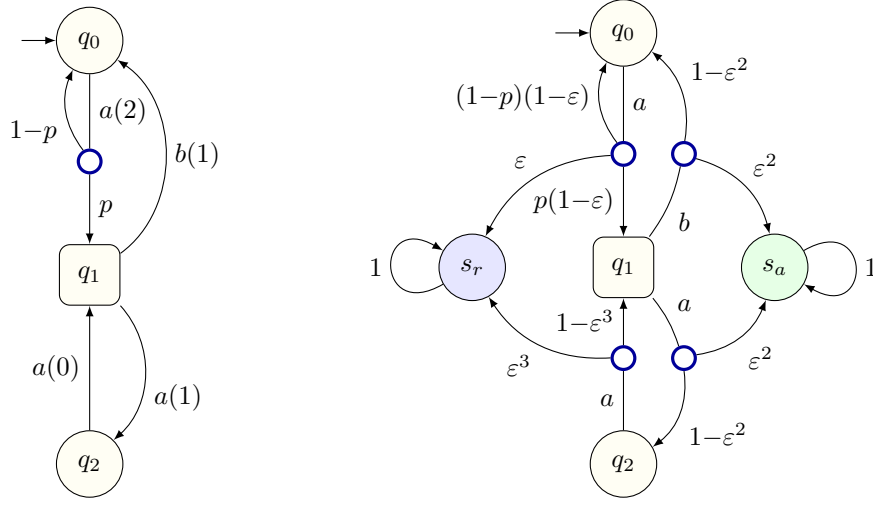 q₀
a(2)
1−p
b(1)
p
q₁
a(0)
a(1)
q₂
q₀
1−ε²
(1−p)(1−ε)
a
ε
ε²
p(1−ε)
b
1
sᵣ
q₁
sₐ
1
a
1−ε³
ε³
ε²
a
1−ε²
q₂